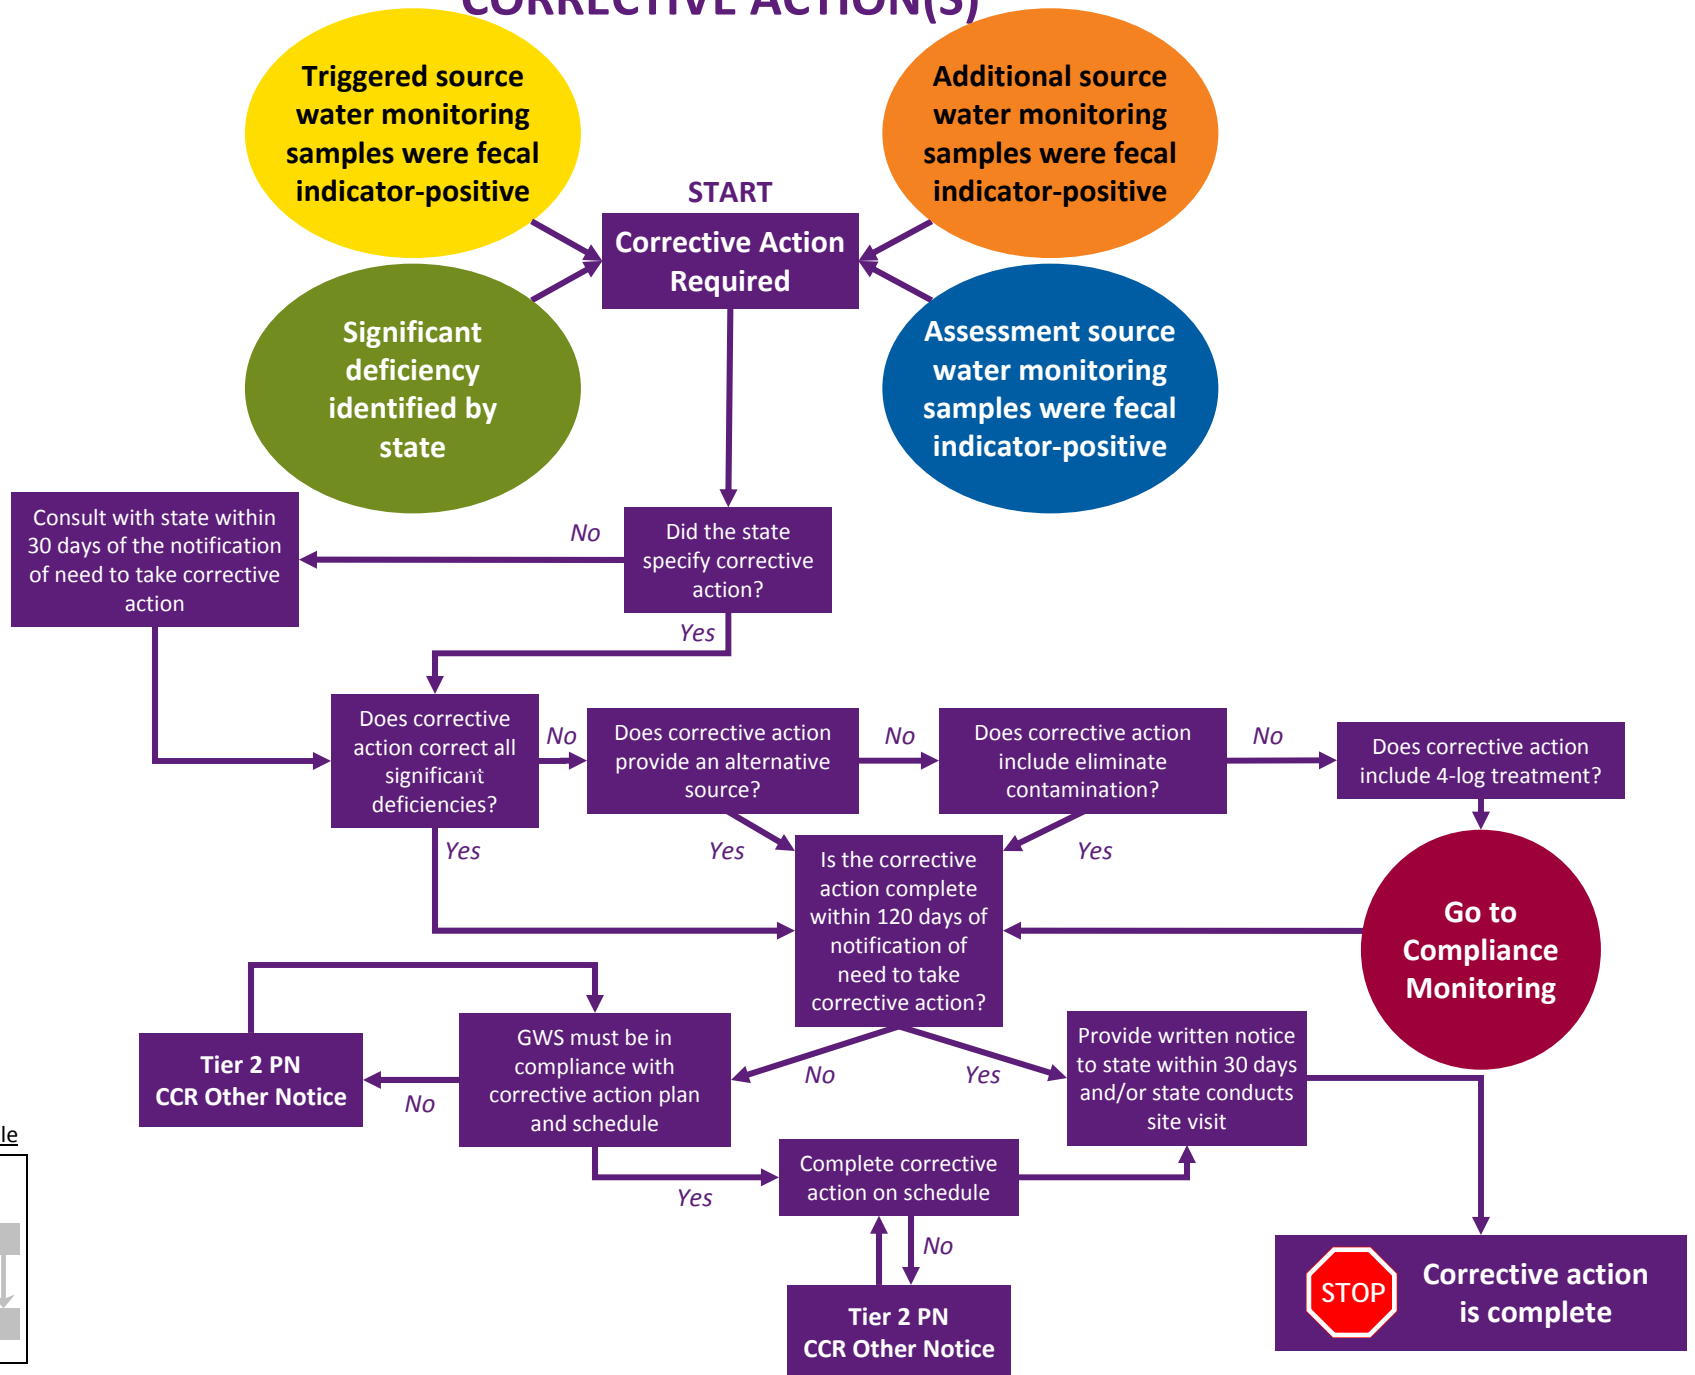 CORRECTIVE ACTION(S)
Triggered source
water monitoring
samples were fecal
indicator-positive
Additional source
water monitoring
samples were fecal
indicator-positive
START
Corrective Action
Required
Significant
deficiency
identified by
state
Assessment source
water monitoring
samples were fecal
indicator-positive
Consult with state within
30 days of the notification
of need to take corrective
action
No
Did the state
specify corrective
action?
Yes
Does corrective
action correct all
significant
deficiencies?
No
Does corrective action
provide an alternative
source?
No
Does corrective action
include eliminate
contamination?
No
Does corrective action
include 4-log treatment?
Yes
Yes
Yes
Is the corrective
action complete
within 120 days of
notification of
need to take
corrective action?
Go to
Compliance
Monitoring
Tier 2 PN
CCR Other Notice
No
GWS must be in
compliance with
corrective action plan
and schedule
No
Yes
Provide written notice
to state within 30 days
and/or state conducts
site visit
Yes
Complete corrective
action on schedule
No
Tier 2 PN
CCR Other Notice
STOP
Corrective action
is complete
le